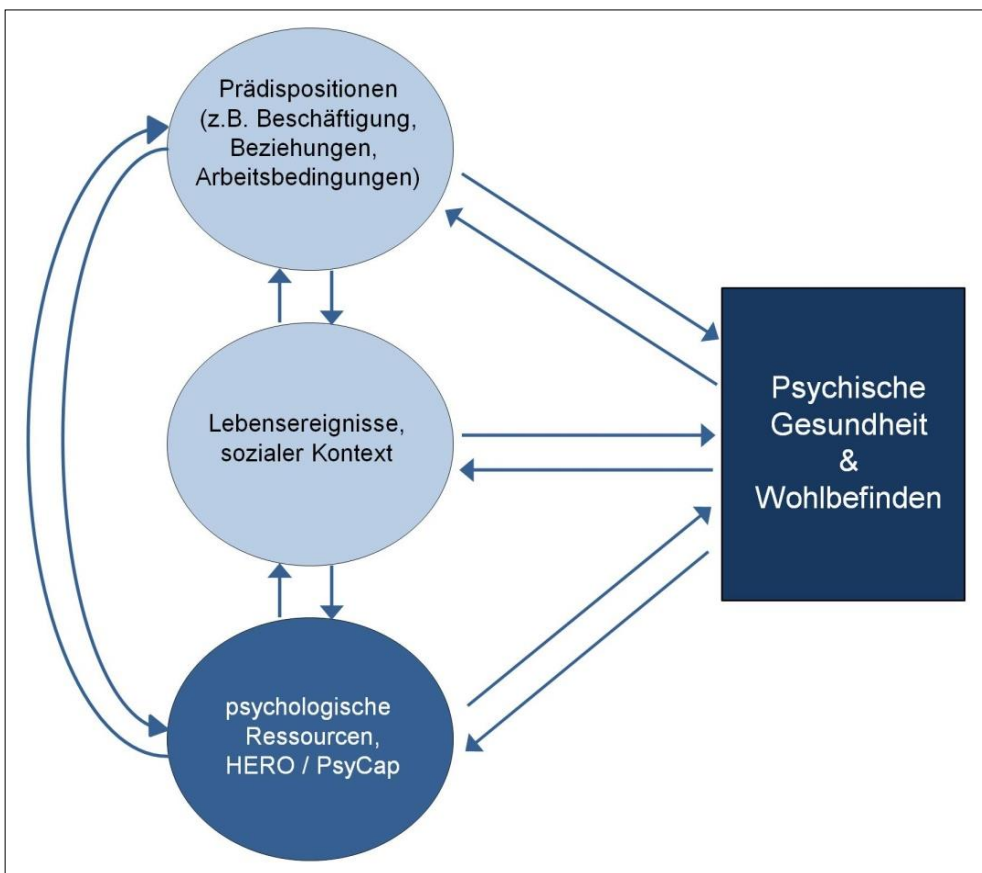 Prädispositionen
(z.B. Beschäftigung,
Beziehungen,
Arbeitsbedingungen)
Lebensereignisse,
sozialer Kontext
psychologische
Ressourcen,
HERO / PsyCap
Psychische
Gesundheit
&
Wohlbefinden